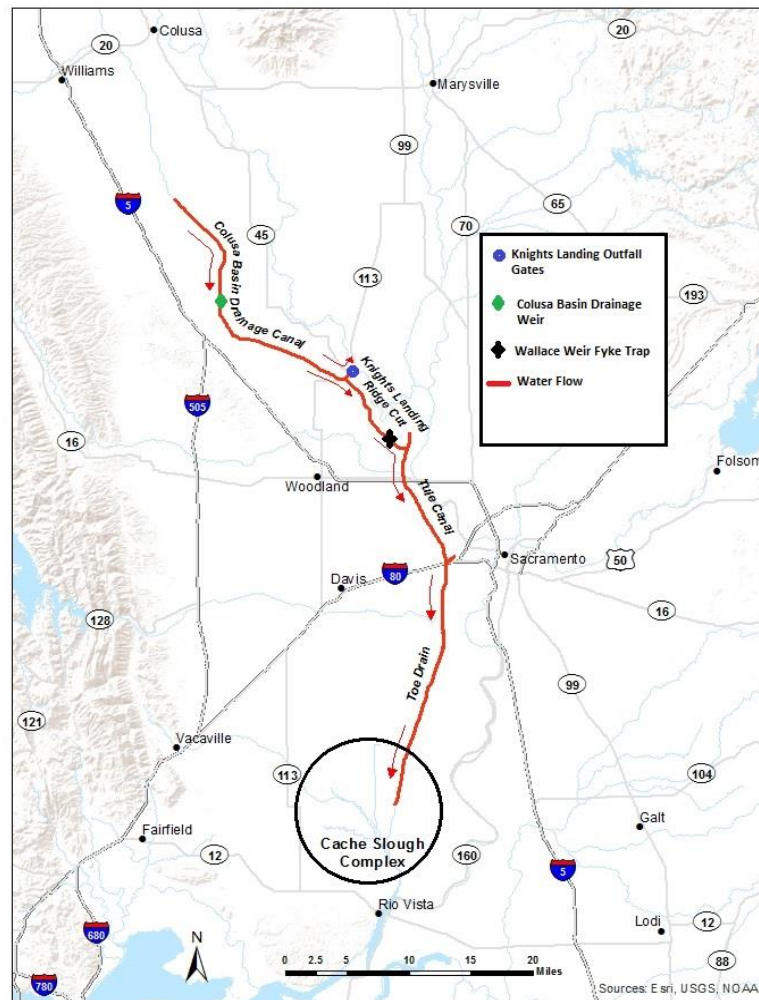 20
Colusa
Williams
Marysville
20
99
5
65
45
70
113
Colusa Basin Drainage Canal
Knights Landing Outfall
Gates
Colusa Basin Drainage
Weir
Wallace Weir Fyke Trap
Water Flow
193
Knights Landing
Ridge Cut
505
16
Woodland
Folsom
Tule Canal
Sacramento
50
80
Davis
16
128
Toe Drain
99
121
Vacaville
113
104
Galt
Fairfield
Cache Slough
Complex
12
160
5
Rio Vista
12
Lodi
680
N
88
0 2.5 5 10 15 20
Miles
780
Sources: Esri, USGS, NOAA